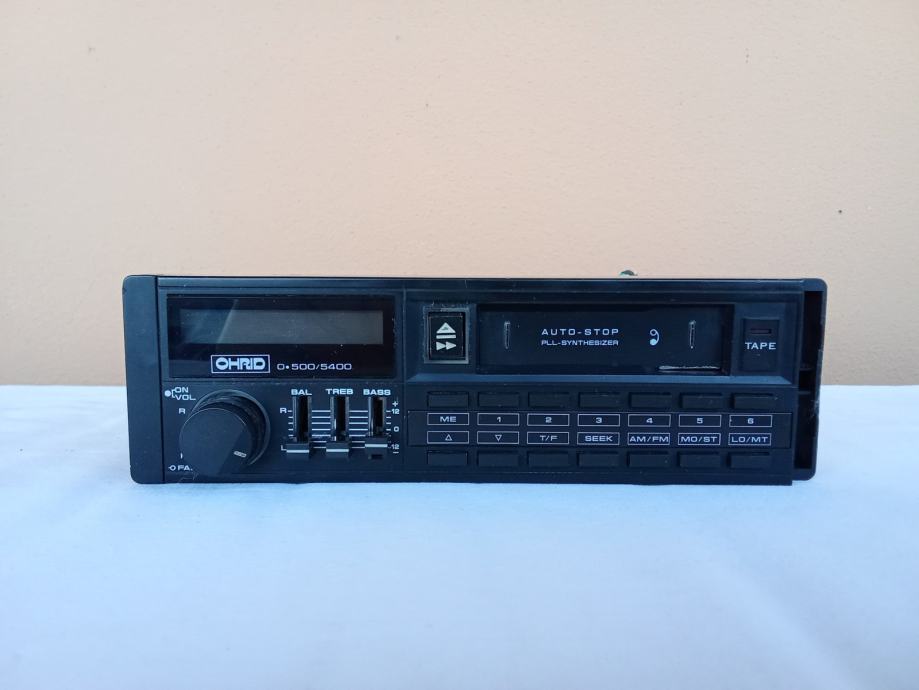 OHRID O•500/5400
ON
VOL
R
O FA
BAL TREB BASS
+
R 12
0
L 12
−
AUTO-STOP
PLL-SYNTHESIZER
TAPE
ME 1 2 3 4 5 6
△ ▽ T/F SEEK AM/FM MO/ST LO/MT